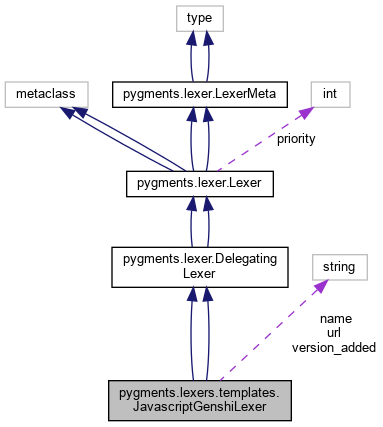 type
metaclass
pygments.lexer.LexerMeta
int
priority
pygments.lexer.Lexer
pygments.lexer.Delegating
Lexer
string
name
url
version_added
pygments.lexers.templates.
JavascriptGenshiLexer